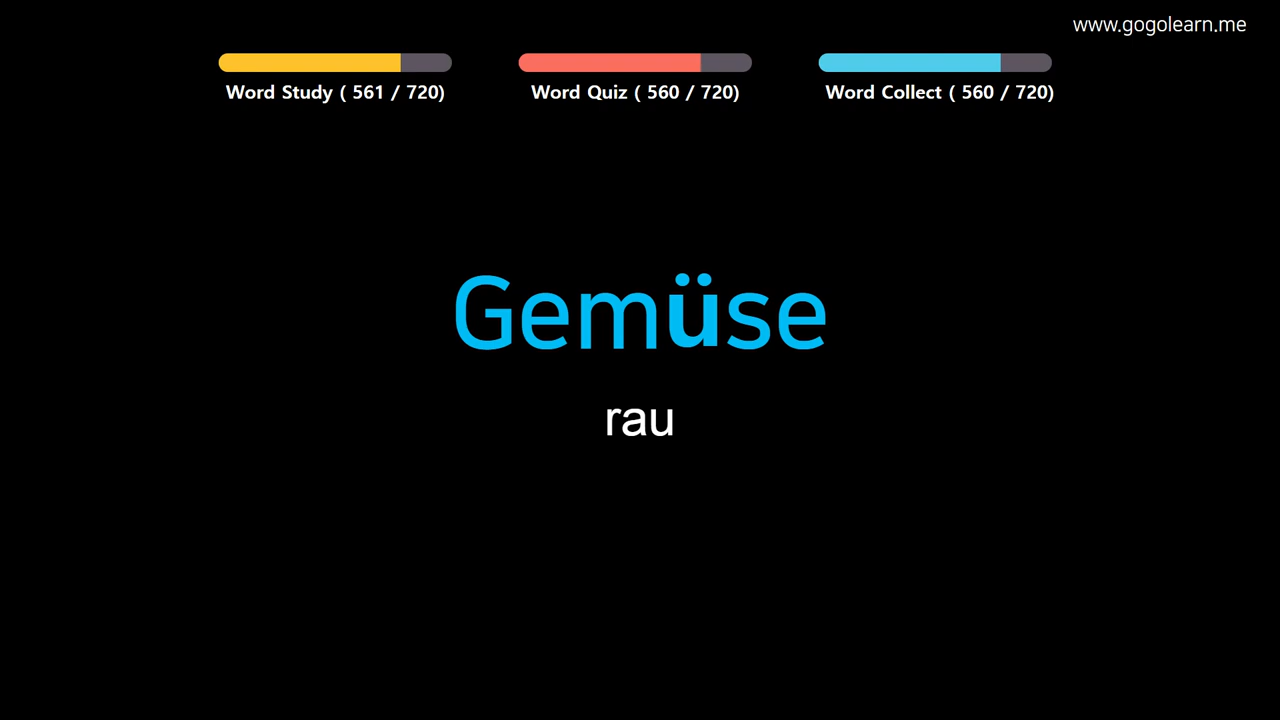 www.gogolearn.me
Word Study ( 561 / 720)
Word Quiz ( 560 / 720)
Word Collect ( 560 / 720)
Gemüse
rau